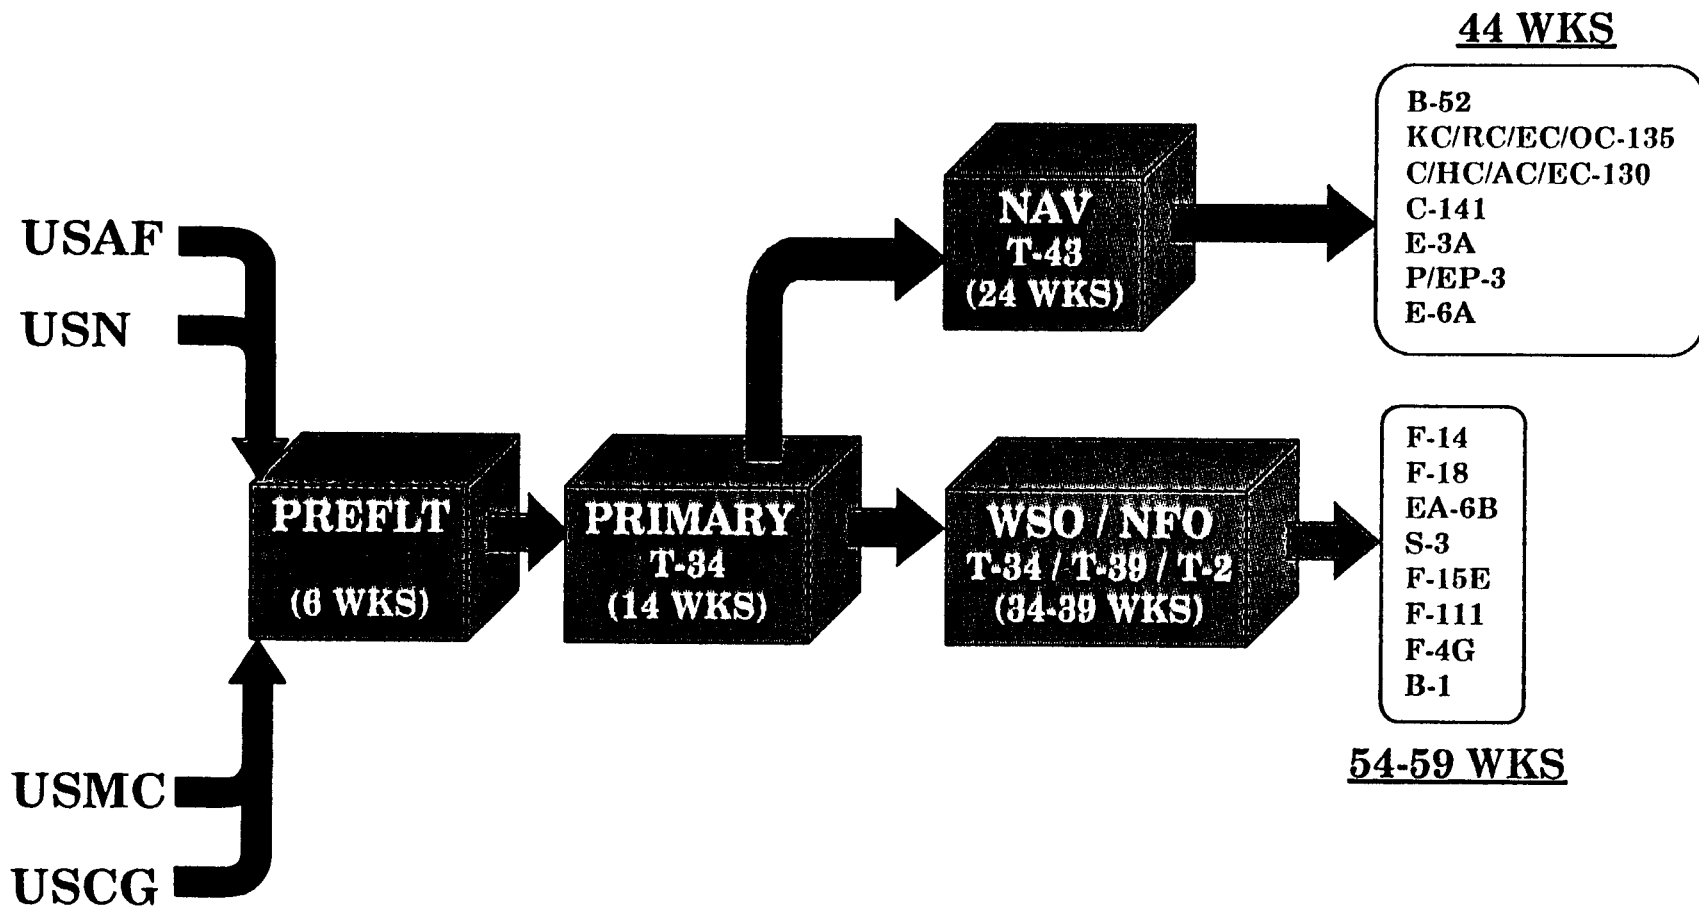 44 WKS
B-52
KC/RC/EC/OC-135
C/HC/AC/EC-130
C-141
E-3A
P/EP-3
E-6A
NAV
T-43
(24 WKS)
USAF
USN
PREFLT
(6 WKS)
PRIMARY
T-34
(14 WKS)
WSO / NFO
T-34 / T-39 / T-2
(34-39 WKS)
F-14
F-18
EA-6B
S-3
F-15E
F-111
F-4G
B-1
54-59 WKS
USMC
USCG